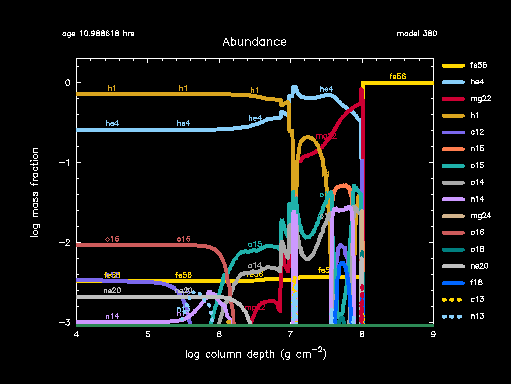 age 10.988618 hrs
model 380
Abundance
log mass fraction
0
−1
−2
−3
4
5
6
7
8
9
log column depth (g cm−2)
h1
h1
h1
he4
he4
he4
he4
mg22
fe56
o16
o16
o15
o14
fe56
fe56
fe56
ne20
n14
mg22
fe56
he4
mg22
h1
c12
n15
o15
o14
n14
mg24
o16
o18
ne20
f18
c13
n13